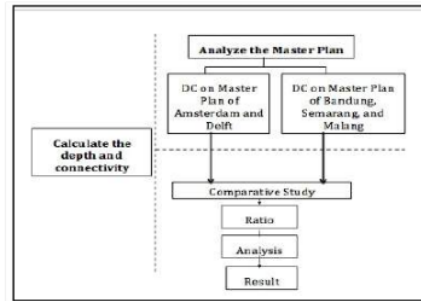 Analyze the Master Plan
DC on Master
Plan of
Amsterdam and
Delft
DC on Master Plan
of Bandung,
Semarang, and
Malang
Calculate the
depth and
connectivity
Comparative Study
Ratio
Analysis
Result